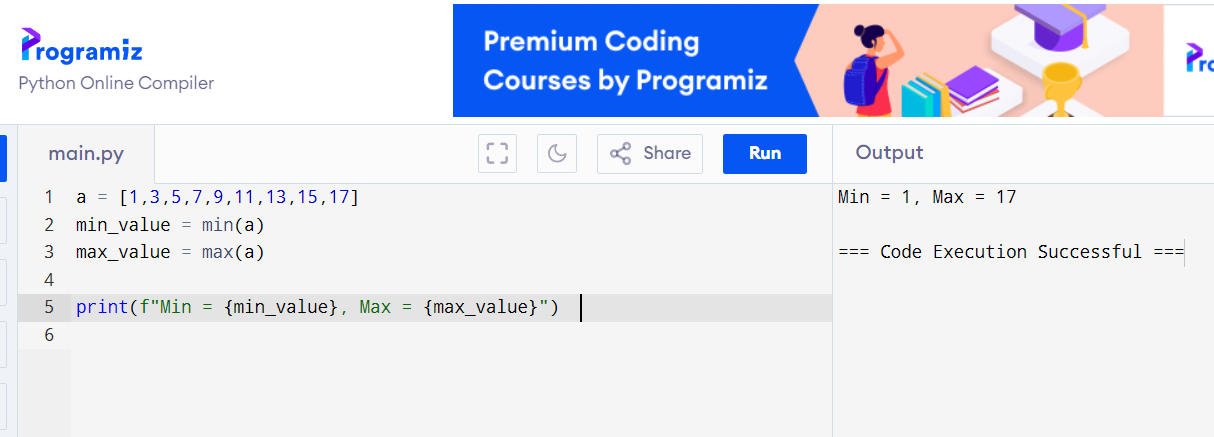 Programiz
Python Online Compiler
Premium Coding
Courses by Programiz
main.py
Share
Run
Output
1 a = [1,3,5,7,9,11,13,15,17]
2 min_value = min(a)
3 max_value = max(a)
4
5 print(f"Min = {min_value}, Max = {max_value}")
6
Min = 1, Max = 17
=== Code Execution Successful ===